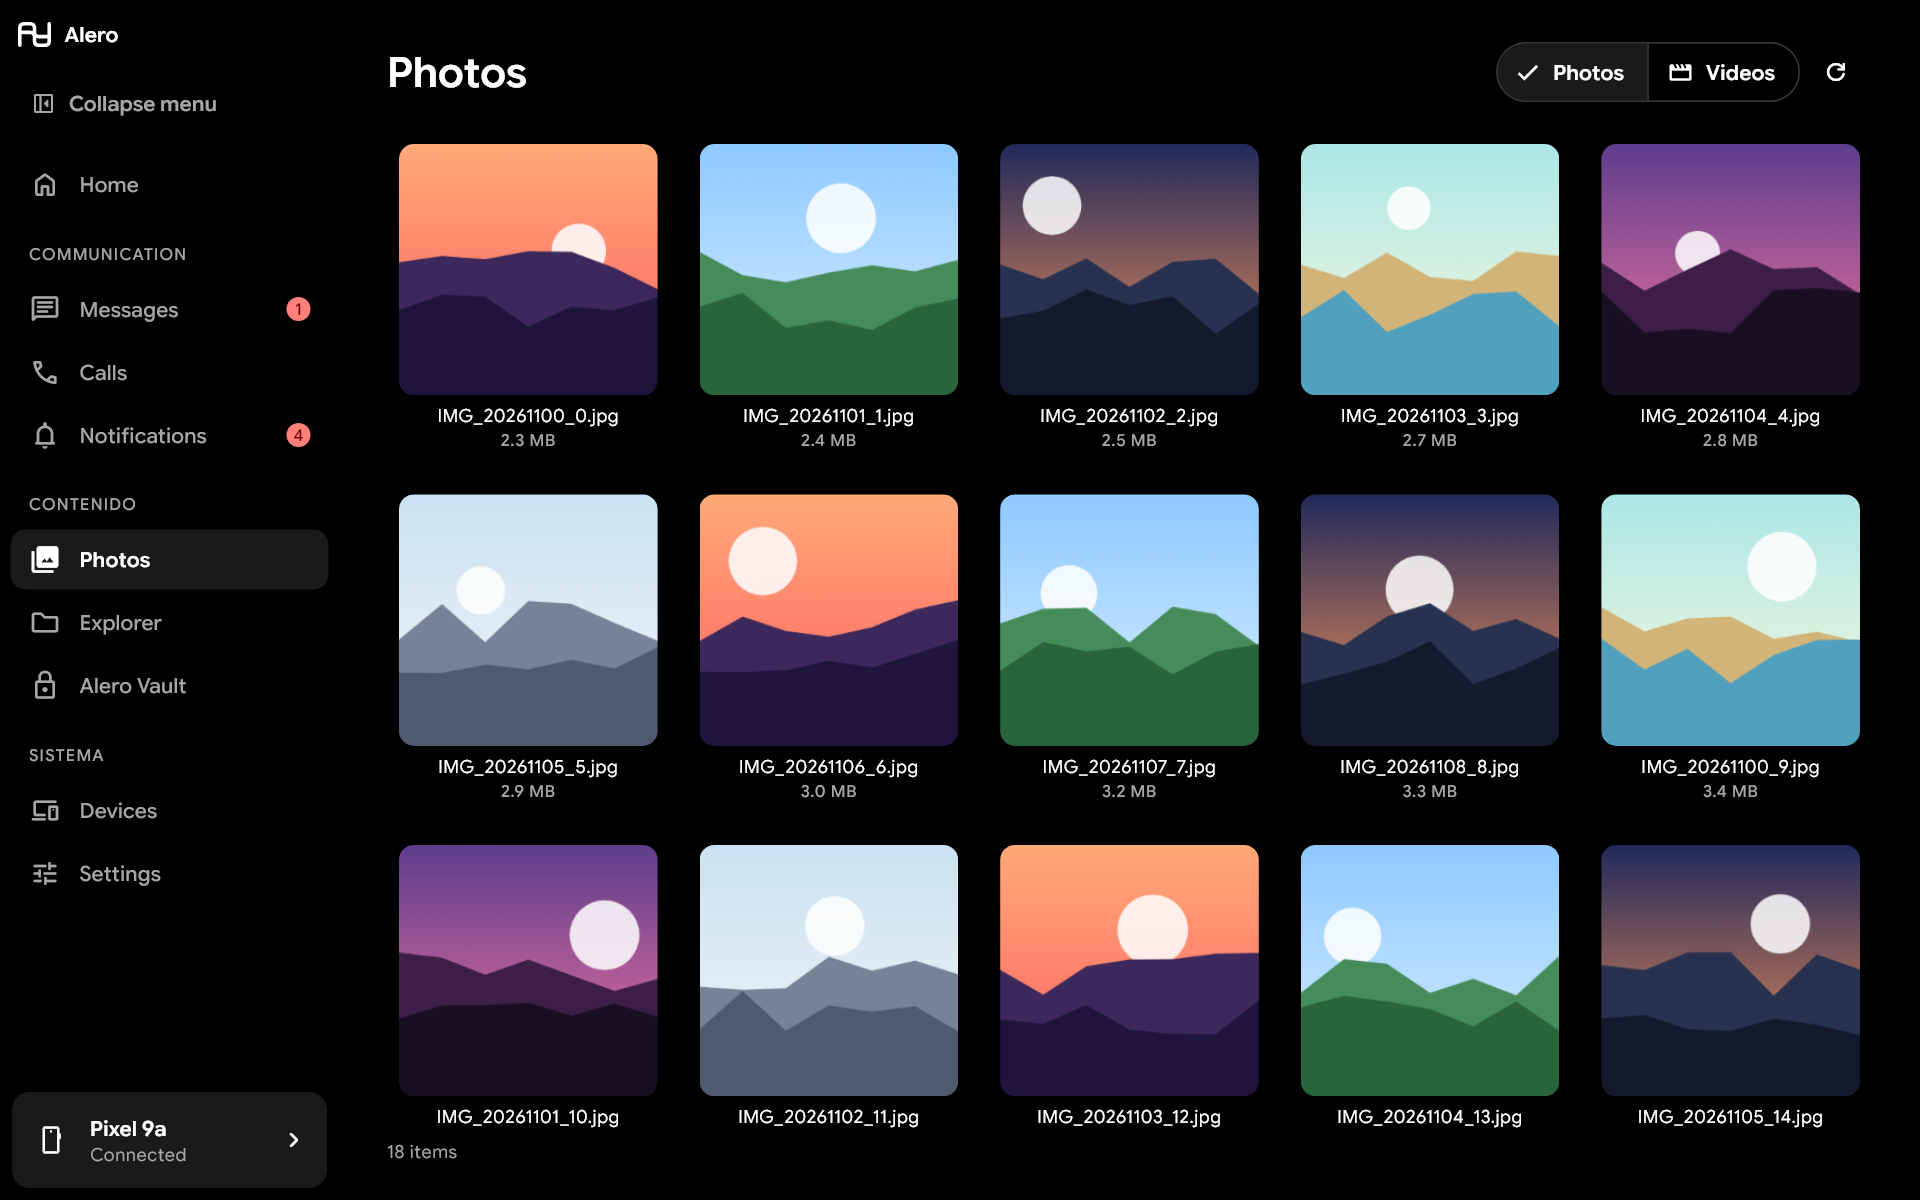 Alero
Collapse menu
Home
COMMUNICATION
Messages 1
Calls
Notifications 4
CONTENIDO
Photos
Explorer
Alero Vault
SISTEMA
Devices
Settings
Pixel 9a
Connected
Photos
Photos Videos
IMG_20261100_0.jpg IMG_20261101_1.jpg IMG_20261102_2.jpg IMG_20261103_3.jpg IMG_20261104_4.jpg
2.3 MB 2.4 MB 2.5 MB 2.7 MB 2.8 MB
IMG_20261105_5.jpg IMG_20261106_6.jpg IMG_20261107_7.jpg IMG_20261108_8.jpg IMG_20261100_9.jpg
2.9 MB 3.0 MB 3.2 MB 3.3 MB 3.4 MB
IMG_20261101_10.jpg IMG_20261102_11.jpg IMG_20261103_12.jpg IMG_20261104_13.jpg IMG_20261105_14.jpg
18 items